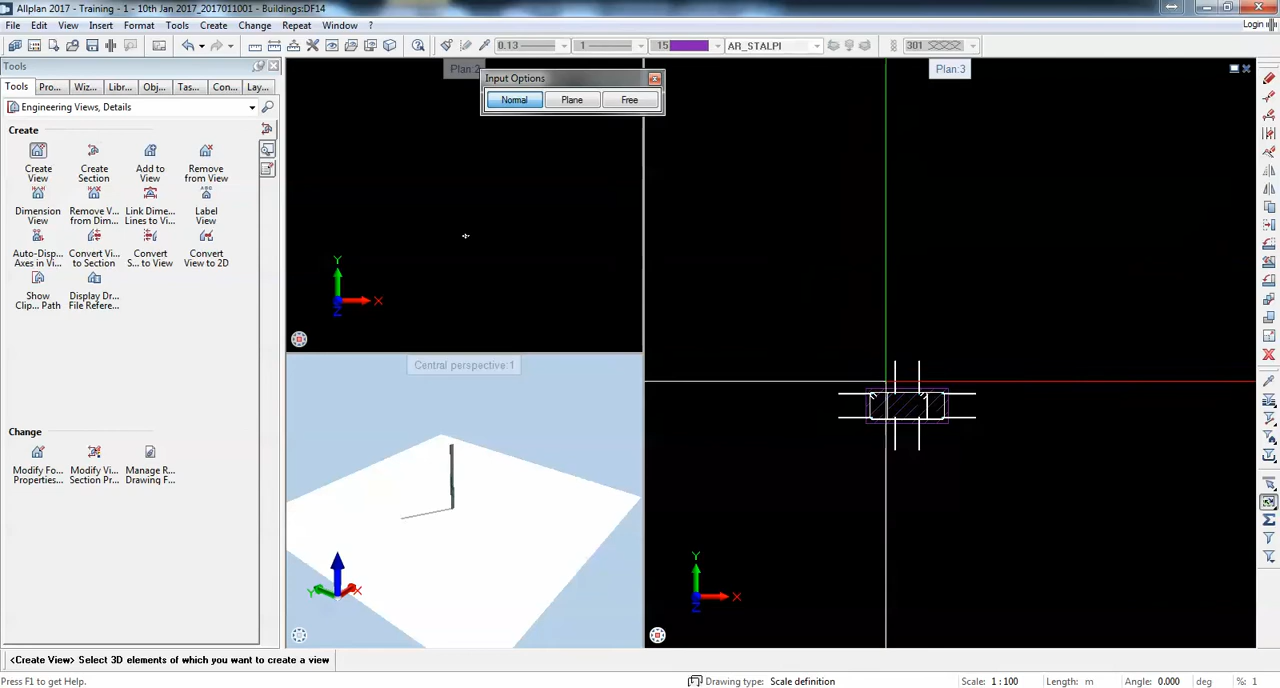 Allplan 2017 - Training - 1 - 10th Jan 2017_2017011001 - Buildings:DF14
File Edit View Insert Format Tools Create Change Repeat Window ?
Login
0.13 1 15 AR_STALPI 301
Tools
Tools Pro... Wiz... Libr... Obj... Tas... Con... Lay...
Engineering Views, Details
Create
Create View
Create Section
Add to View
Remove from View
Dimension View
Remove V... from Dim...
Link Dime... Lines to Vi...
Label View
Auto-Disp... Axes in Vi...
Convert Vi... to Section
Convert S... to View
Convert View to 2D
Show Clip... Path
Display Dr... File Refere...
Change
Modify Fo... Properties...
Modify Vi... Section Pr...
Manage R... Drawing F...
Plan:2
Input Options
Normal Plane Free
Y
X
Z
Central perspective:1
Y X
Plan:3
Y
X
Z
<Create View> Select 3D elements of which you want to create a view
Press F1 to get Help.
Drawing type: Scale definition
Scale: 1 : 100
Length: m
Angle: 0.000 deg
%: 1